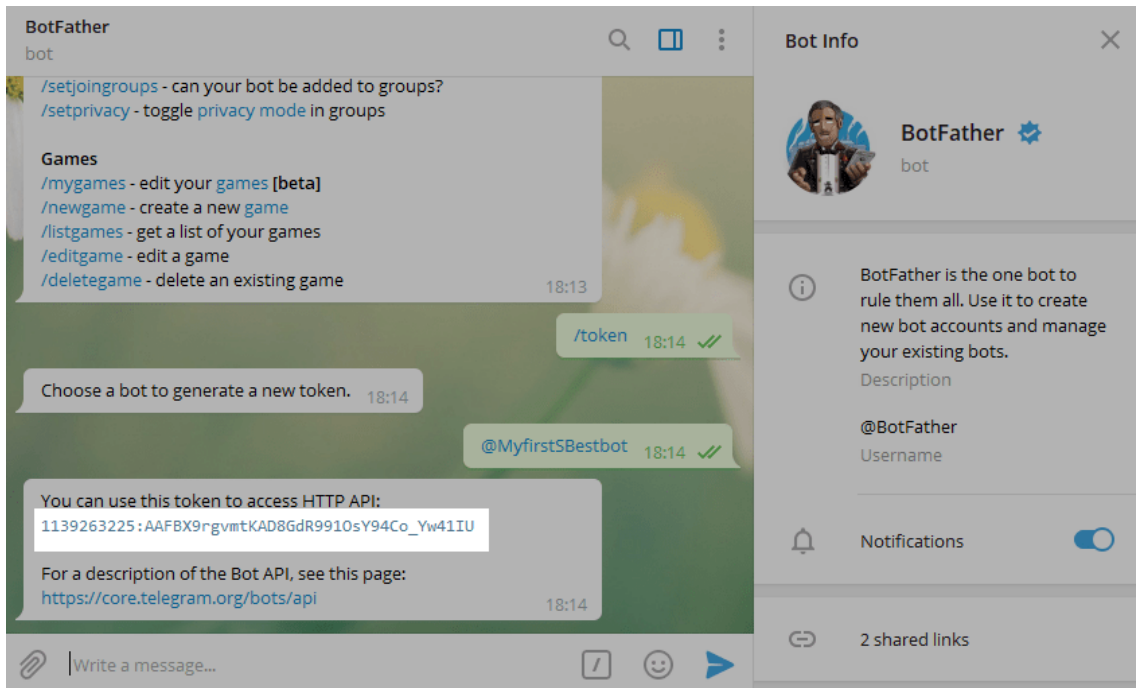 BotFather
bot
/setjoingroups - can your bot be added to groups?
/setprivacy - toggle privacy mode in groups
Games
/mygames - edit your games [beta]
/newgame - create a new game
/listgames - get a list of your games
/editgame - edit a game
/deletegame - delete an existing game
18:13
/token 18:14
Choose a bot to generate a new token. 18:14
@MyfirstSBestbot 18:14
You can use this token to access HTTP API:
1139263225:AAFBX9rgvmtKAD8GdR991OsY94Co_Yw41IU
For a description of the Bot API, see this page:
https://core.telegram.org/bots/api
18:14
Write a message...
Bot Info
BotFather
bot
BotFather is the one bot to
rule them all. Use it to create
new bot accounts and manage
your existing bots.
Description
@BotFather
Username
Notifications
2 shared links